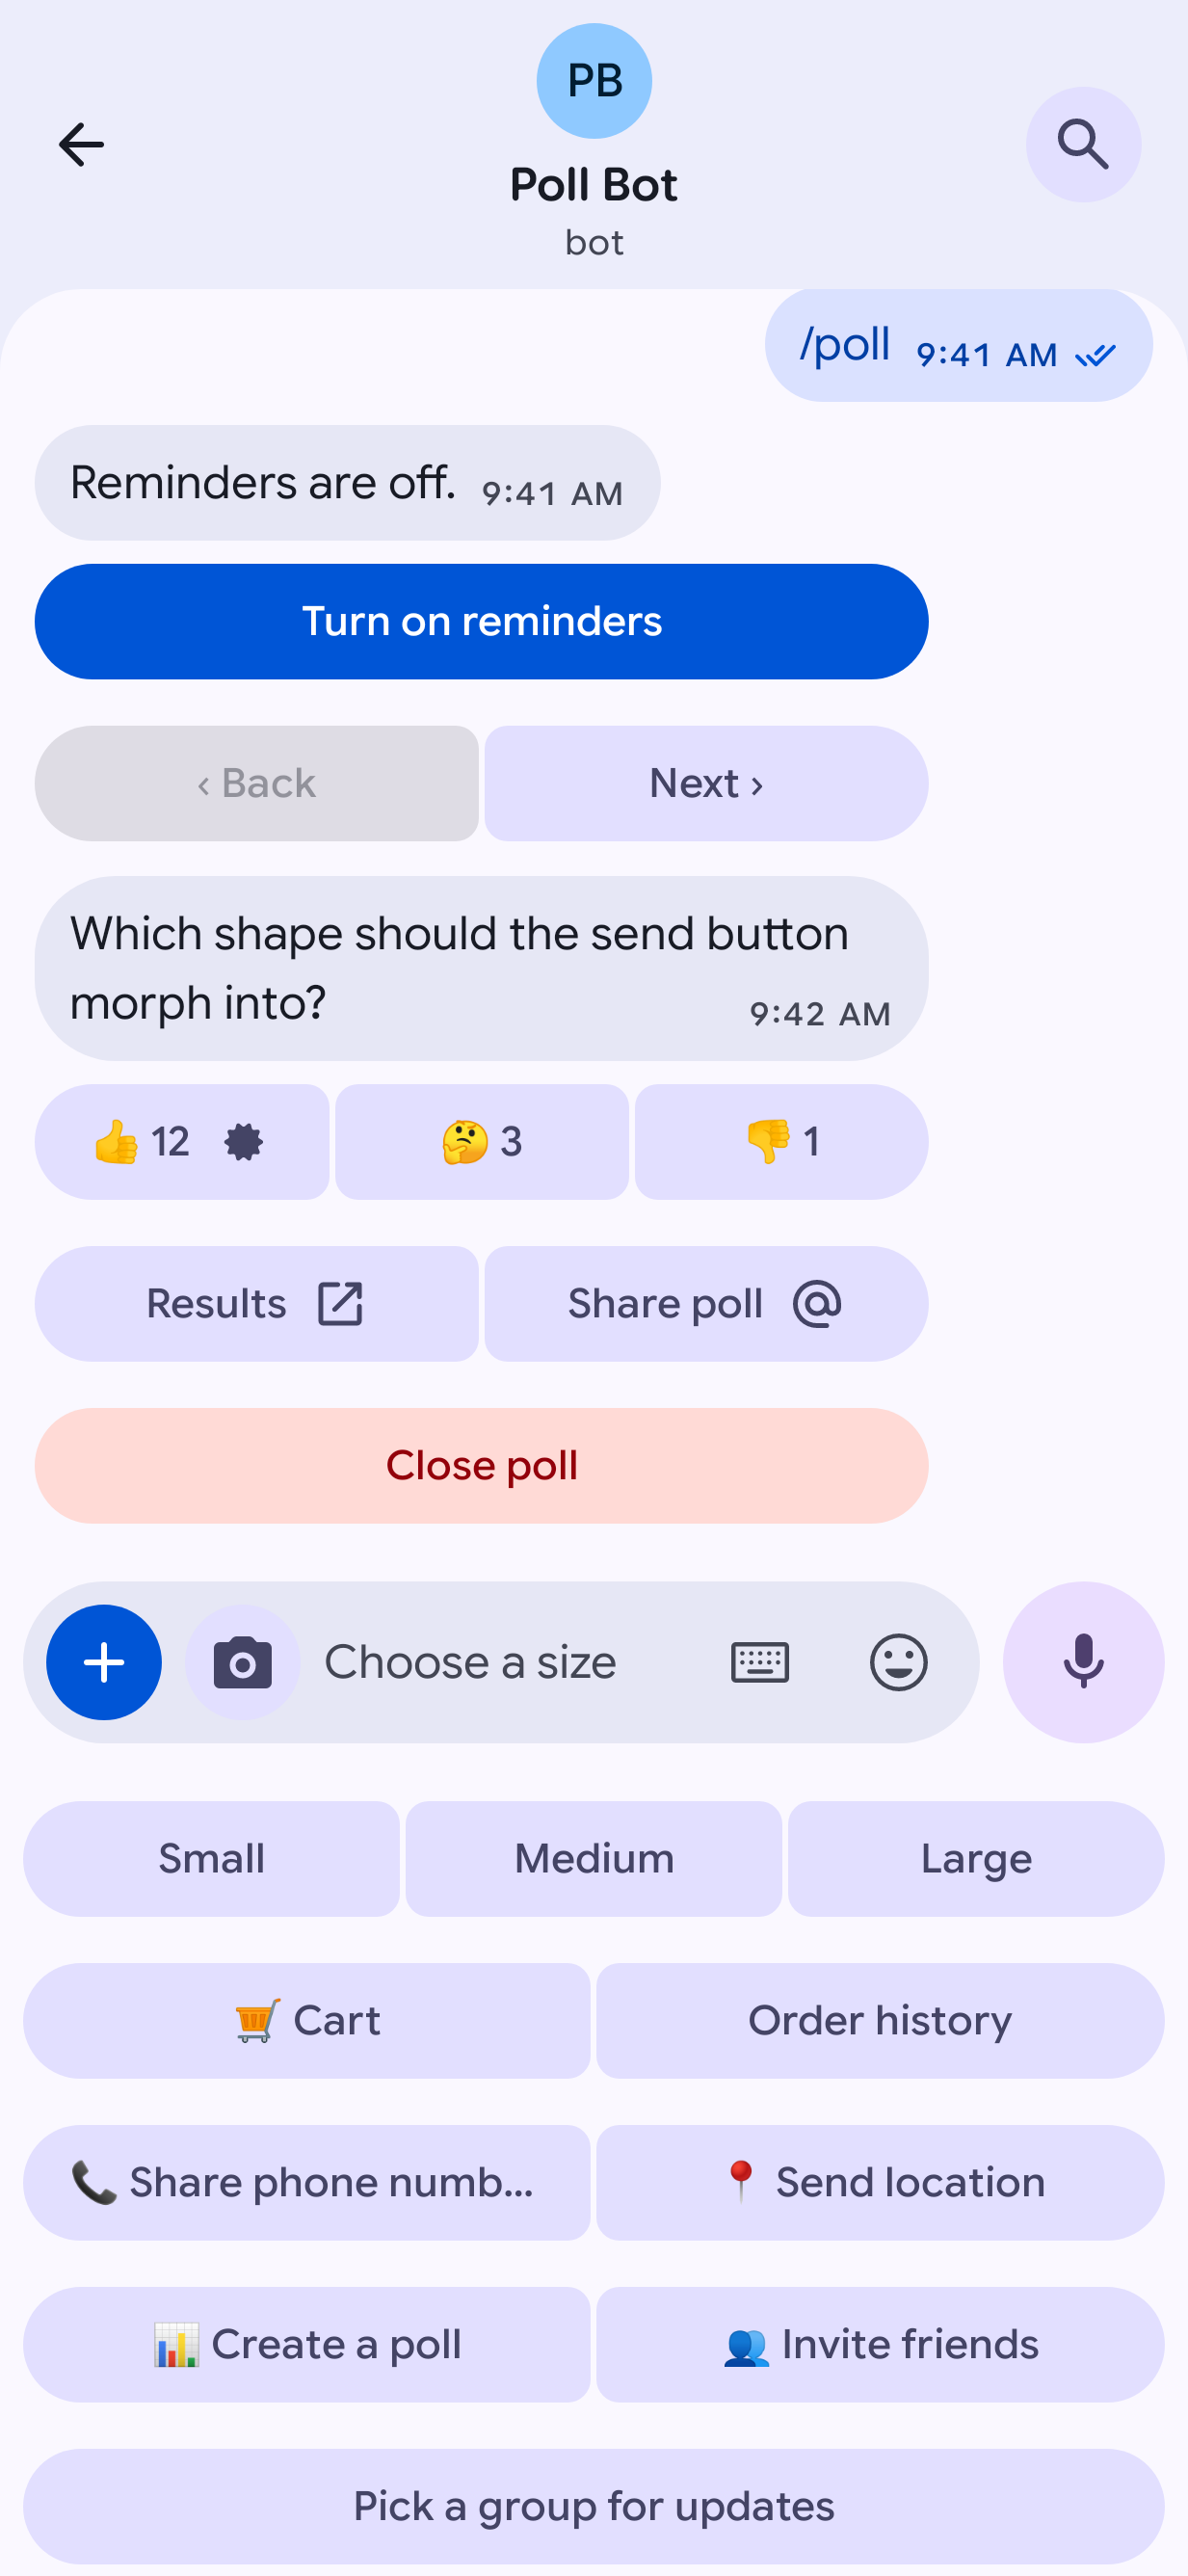 PB
Poll Bot
bot
/poll 9:41 AM
Reminders are off. 9:41 AM
Turn on reminders
‹ Back
Next ›
Which shape should the send button
morph into? 9:42 AM
👍 12
🤔 3
👎 1
Results
Share poll
Close poll
Choose a size
Small
Medium
Large
🛒 Cart
Order history
📞 Share phone numb...
📍 Send location
📊 Create a poll
👥 Invite friends
Pick a group for updates